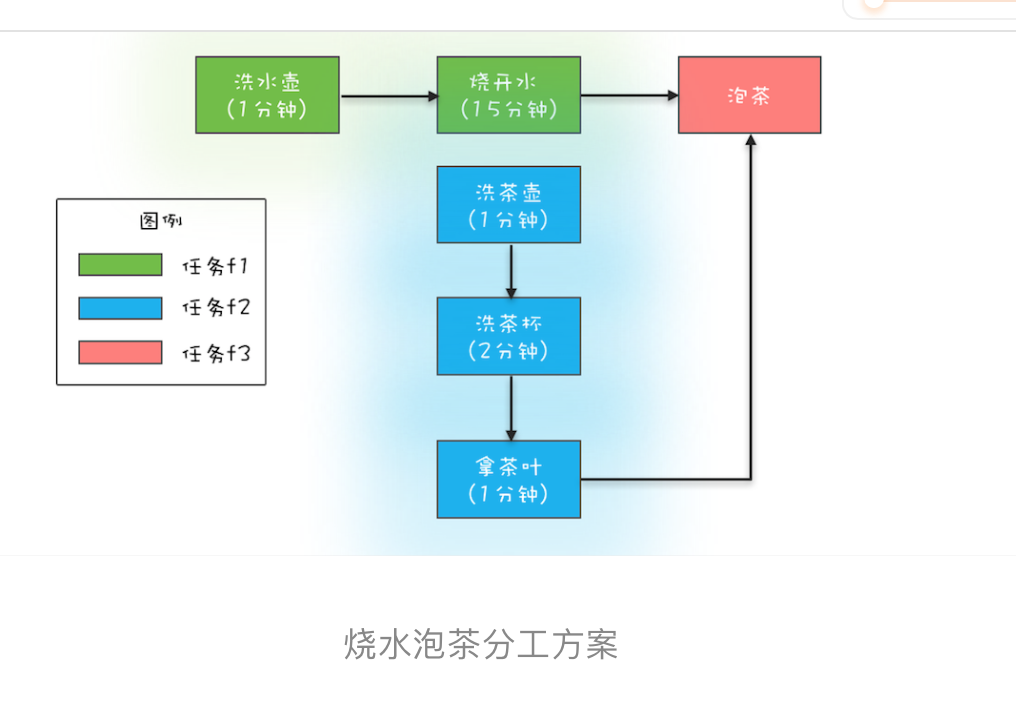 洗水壶
(1分钟)
烧开水
(15分钟)
泡茶
洗茶壶
(1分钟)
图例
任务f1
任务f2
任务f3
洗茶杯
(2分钟)
拿茶叶
(1分钟)
烧水泡茶分工方案